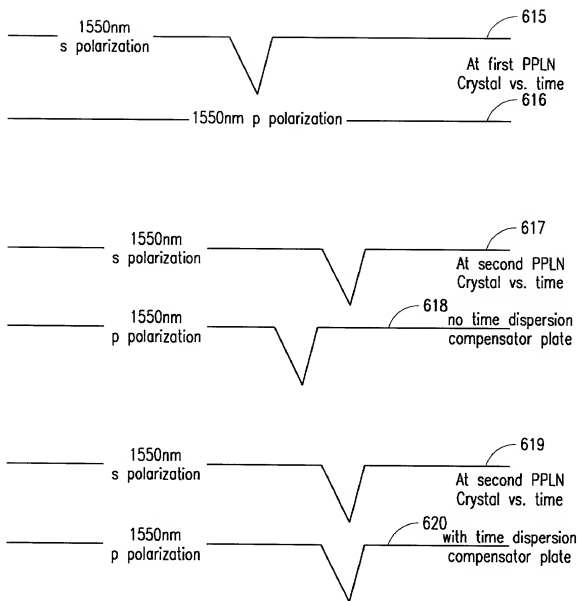 1550nm
s polarization
615
At first PPLN
Crystal vs. time
616
1550nm p polarization
1550nm
s polarization
617
At second PPLN
Crystal vs. time
1550nm
p polarization
618
no time dispersion
compensator plate
1550nm
s polarization
619
At second PPLN
Crystal vs. time
1550nm
p polarization
620
with time dispersion
compensator plate